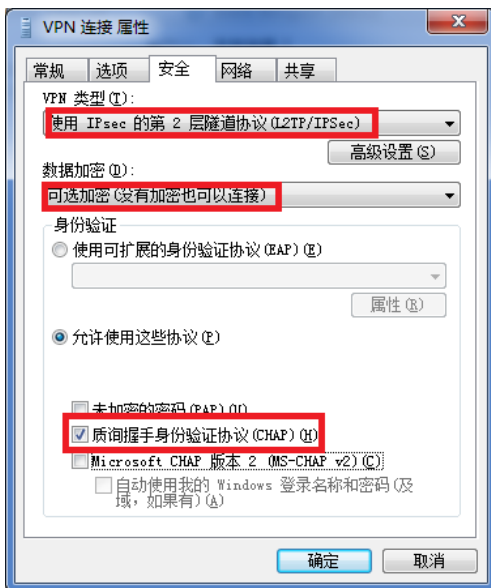 VPN 连接 属性
常规 选项 安全 网络 共享
VPN 类型(T):
使用 IPsec 的第 2 层隧道协议(L2TP/IPSec)
高级设置(S)
数据加密(D):
可选加密(没有加密也可以连接)
身份验证
使用可扩展的身份验证协议(EAP)(E)
属性(R)
允许使用这些协议(P)
未加密的密码(PAP)(U)
质询握手身份验证协议(CHAP)(H)
Microsoft CHAP 版本 2 (MS-CHAP v2)(C)
自动使用我的 Windows 登录名称和密码(及
域，如果有)(A)
确定 取消